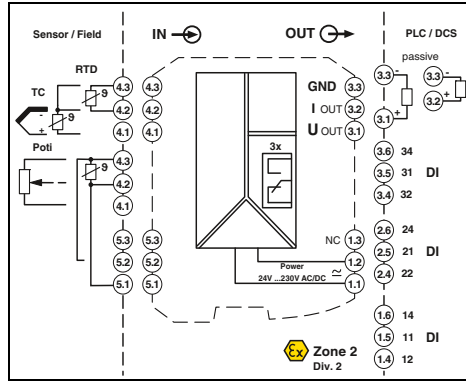 Sensor / Field
IN
OUT
PLC / DCS
RTD
passive
TC
ϑ
4.3
4.3
GND
3.3
3.3
-
3.3
-
-
ϑ
4.2
4.2
I OUT
3.2
3.2
+
+
4.1
4.1
U OUT
3.1
3.1
+
Poti
ϑ
4.3
3x
3.6
34
4.2
3.5
31
DI
4.1
3.4
32
5.3
5.3
NC
1.3
2.6
24
5.2
5.2
Power
1.2
2.5
21
DI
5.1
5.1
24V ...230V AC/DC
≃
1.1
2.4
22
1.6
14
Ex
Zone 2
1.5
11
DI
Div. 2
1.4
12